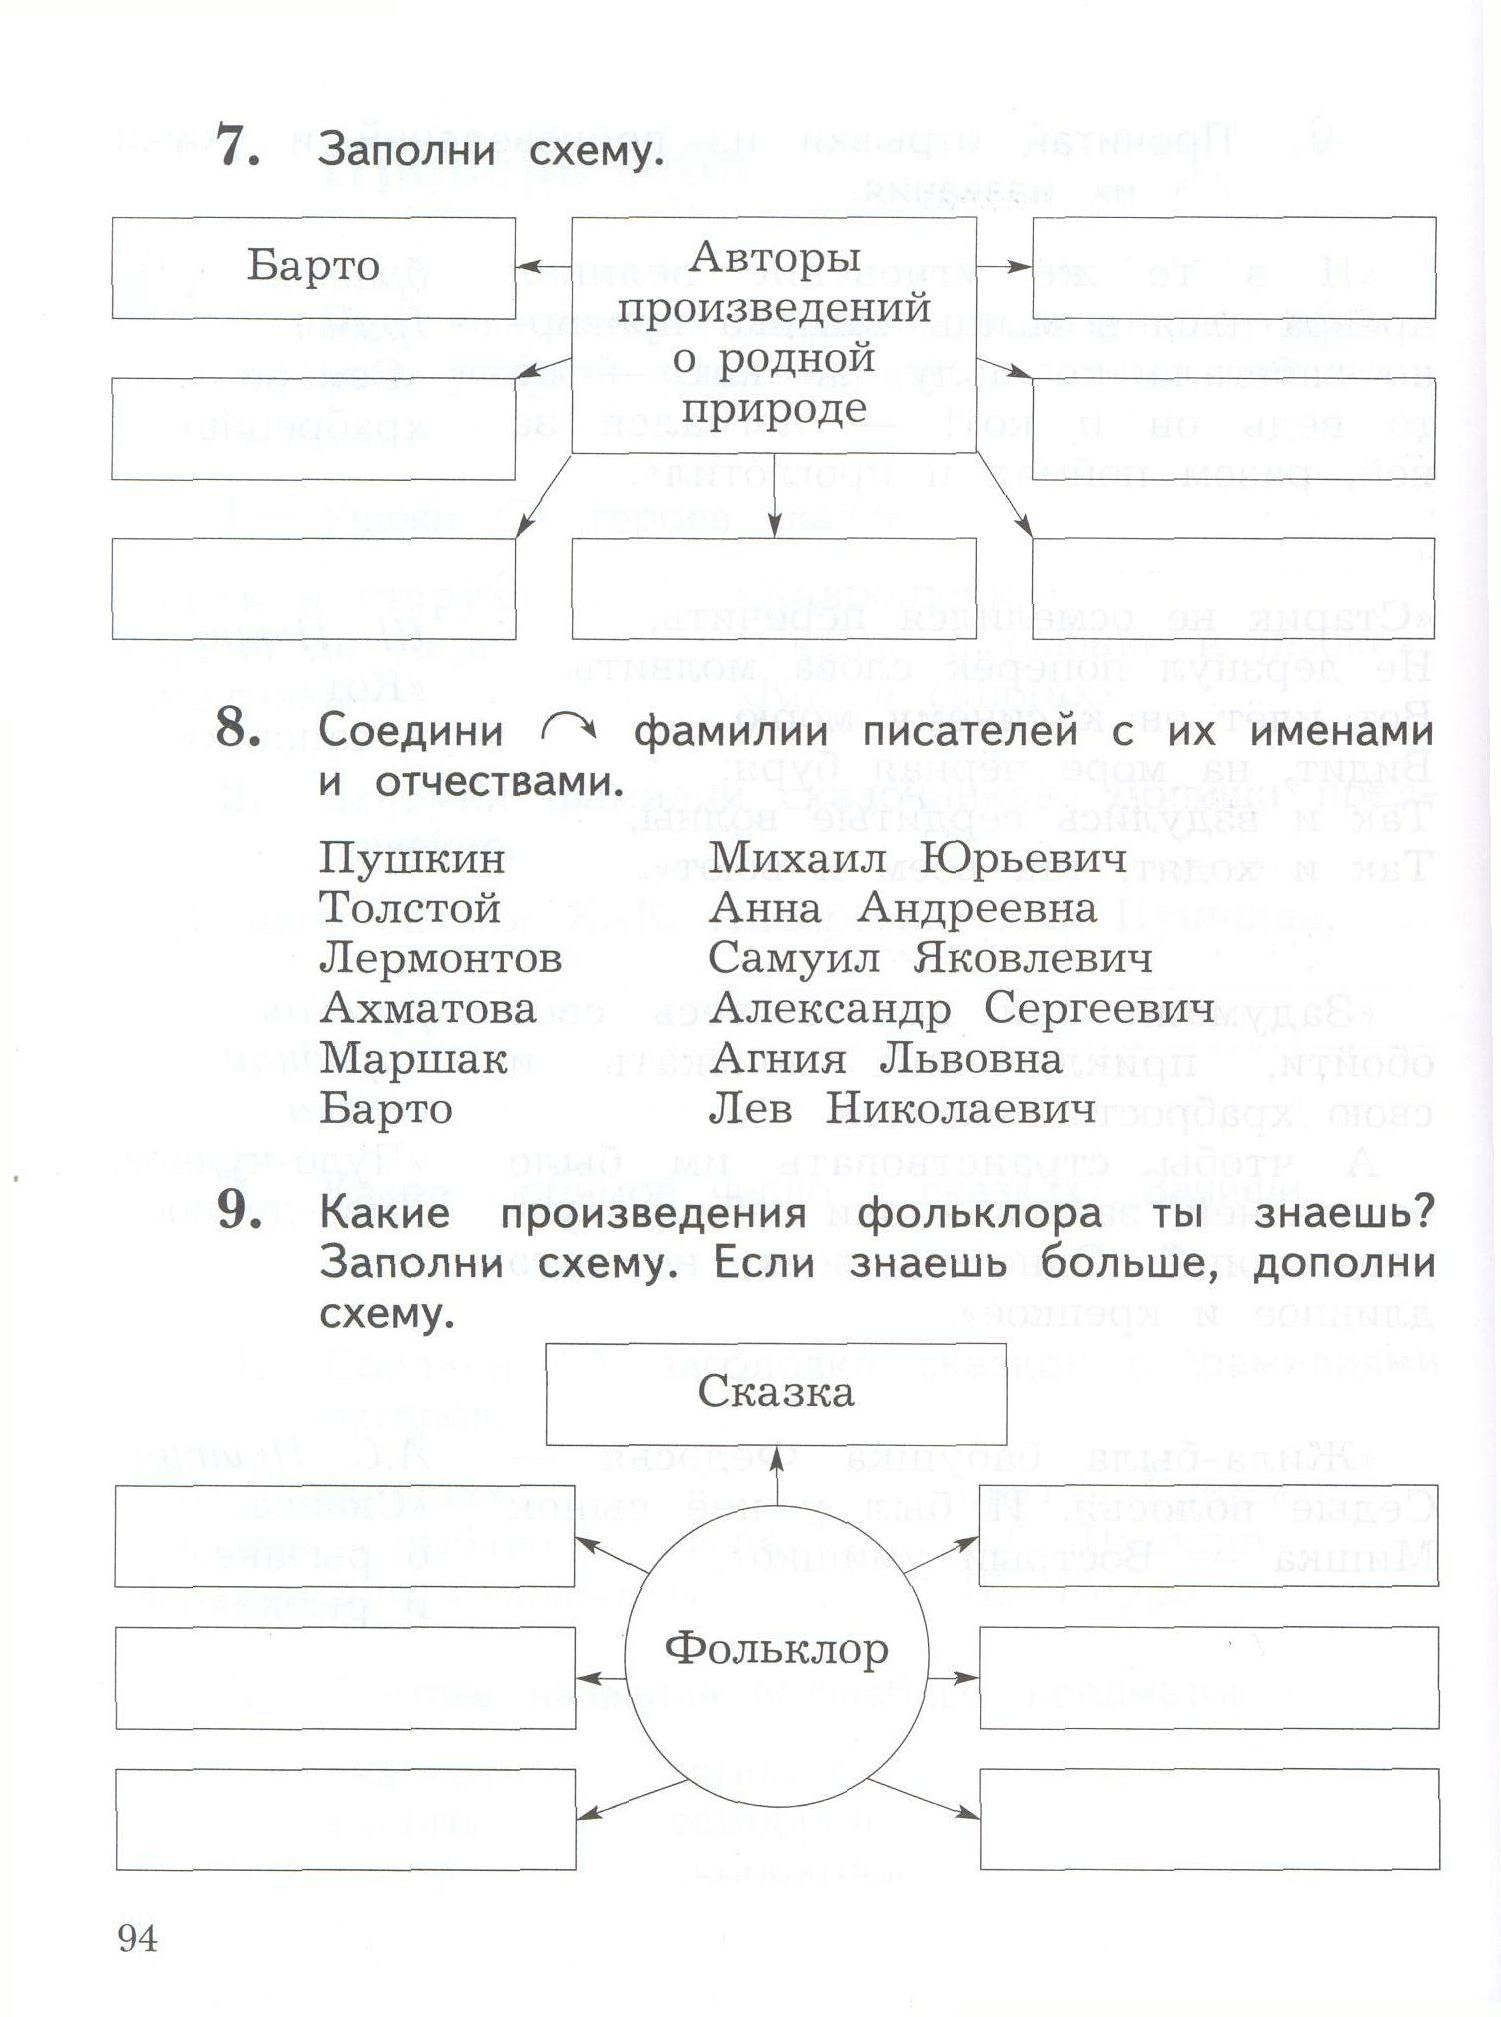 7. Заполни схему.
Барто
Авторы
произведений
о родной
природе
8. Соедини фамилии писателей с их именами
и отчествами.
Пушкин Михаил Юрьевич
Толстой Анна Андреевна
Лермонтов Самуил Яковлевич
Ахматова Александр Сергеевич
Маршак Агния Львовна
Барто Лев Николаевич
9. Какие произведения фольклора ты знаешь?
Заполни схему. Если знаешь больше, дополни
схему.
Сказка
Фольклор
94